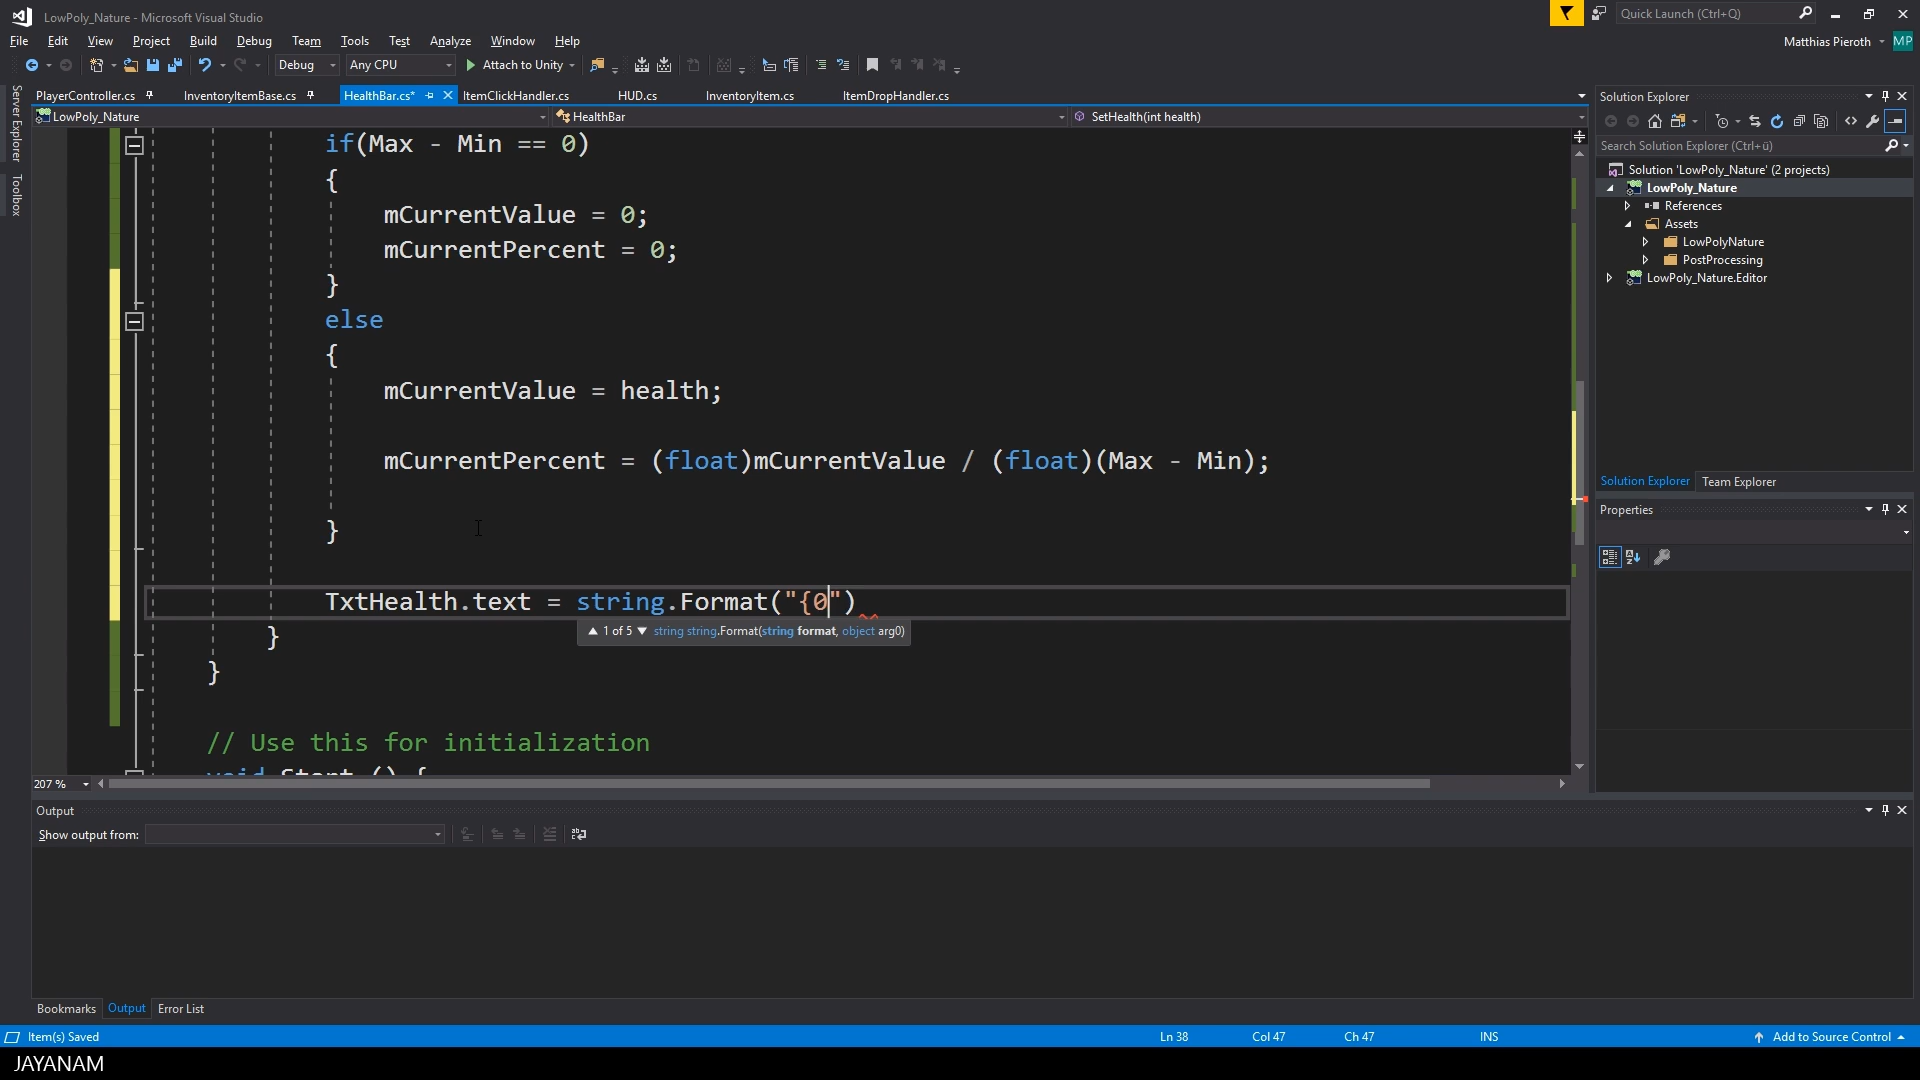 LowPoly_Nature - Microsoft Visual Studio
Quick Launch (Ctrl+Q)
File Edit View Project Build Debug Team Tools Test Analyze Window Help
Matthias Pieroth MP
Debug Any CPU Attach to Unity
PlayerController.cs InventoryItemBase.cs HealthBar.cs* ItemClickHandler.cs HUD.cs InventoryItem.cs ItemDropHandler.cs
LowPoly_Nature HealthBar SetHealth(int health)
Server Explorer
Toolbox
if(Max - Min == 0)
{
mCurrentValue = 0;
mCurrentPercent = 0;
}
else
{
mCurrentValue = health;
mCurrentPercent = (float)mCurrentValue / (float)(Max - Min);
}
TxtHealth.text = string.Format("{0")
1 of 5 string string.Format(string format, object arg0)
}
}
// Use this for initialization
void Start () {
207 %
Solution Explorer
Search Solution Explorer (Ctrl+ü)
Solution 'LowPoly_Nature' (2 projects)
LowPoly_Nature
References
Assets
LowPolyNature
PostProcessing
LowPoly_Nature.Editor
Solution Explorer Team Explorer
Properties
Output
Show output from:
Bookmarks Output Error List
Item(s) Saved Ln 38 Col 47 Ch 47 INS Add to Source Control
JAYANAM